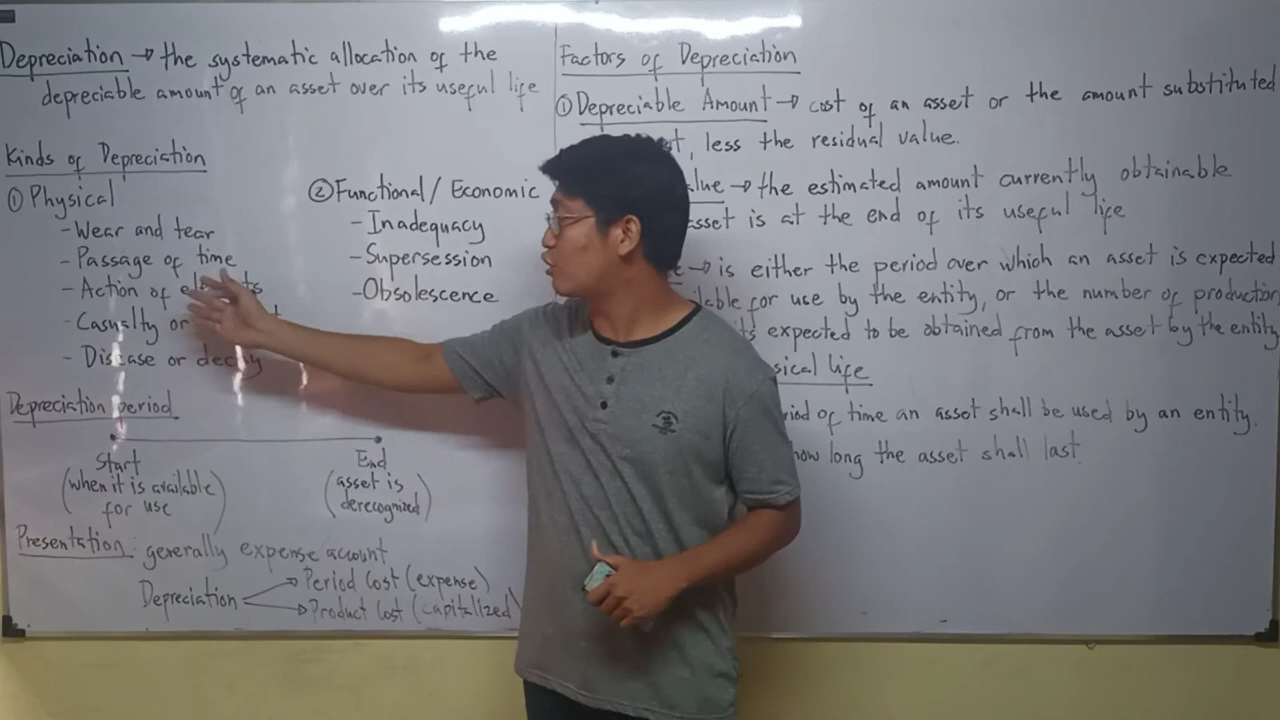 Depreciation → the systematic allocation of the
depreciable amount of an asset over its useful life
Kinds of Depreciation
① Physical
- Wear and tear
- Passage of time
- Action of
- Casualty or
- Disease or decay
② Functional / Economic
- Inadequacy
- Supersession
- Obsolescence
Depreciation period
Start
(when it is available
for use)
End
(asset is
derecognized)
Presentation: generally expense account
Depreciation
→ Period Cost (expense)
→ Product Cost (capitalized)
Factors of Depreciation
① Depreciable Amount → cost of an asset or the amount substituted
, less the residual value.
→ the estimated amount currently obtainable
asset is at the end of its useful life
→ is either the period over which an asset is expected
for use by the entity, or the number of production
expected to be obtained from the asset by the entity
life
of time an asset shall be used by an entity.
how long the asset shall last